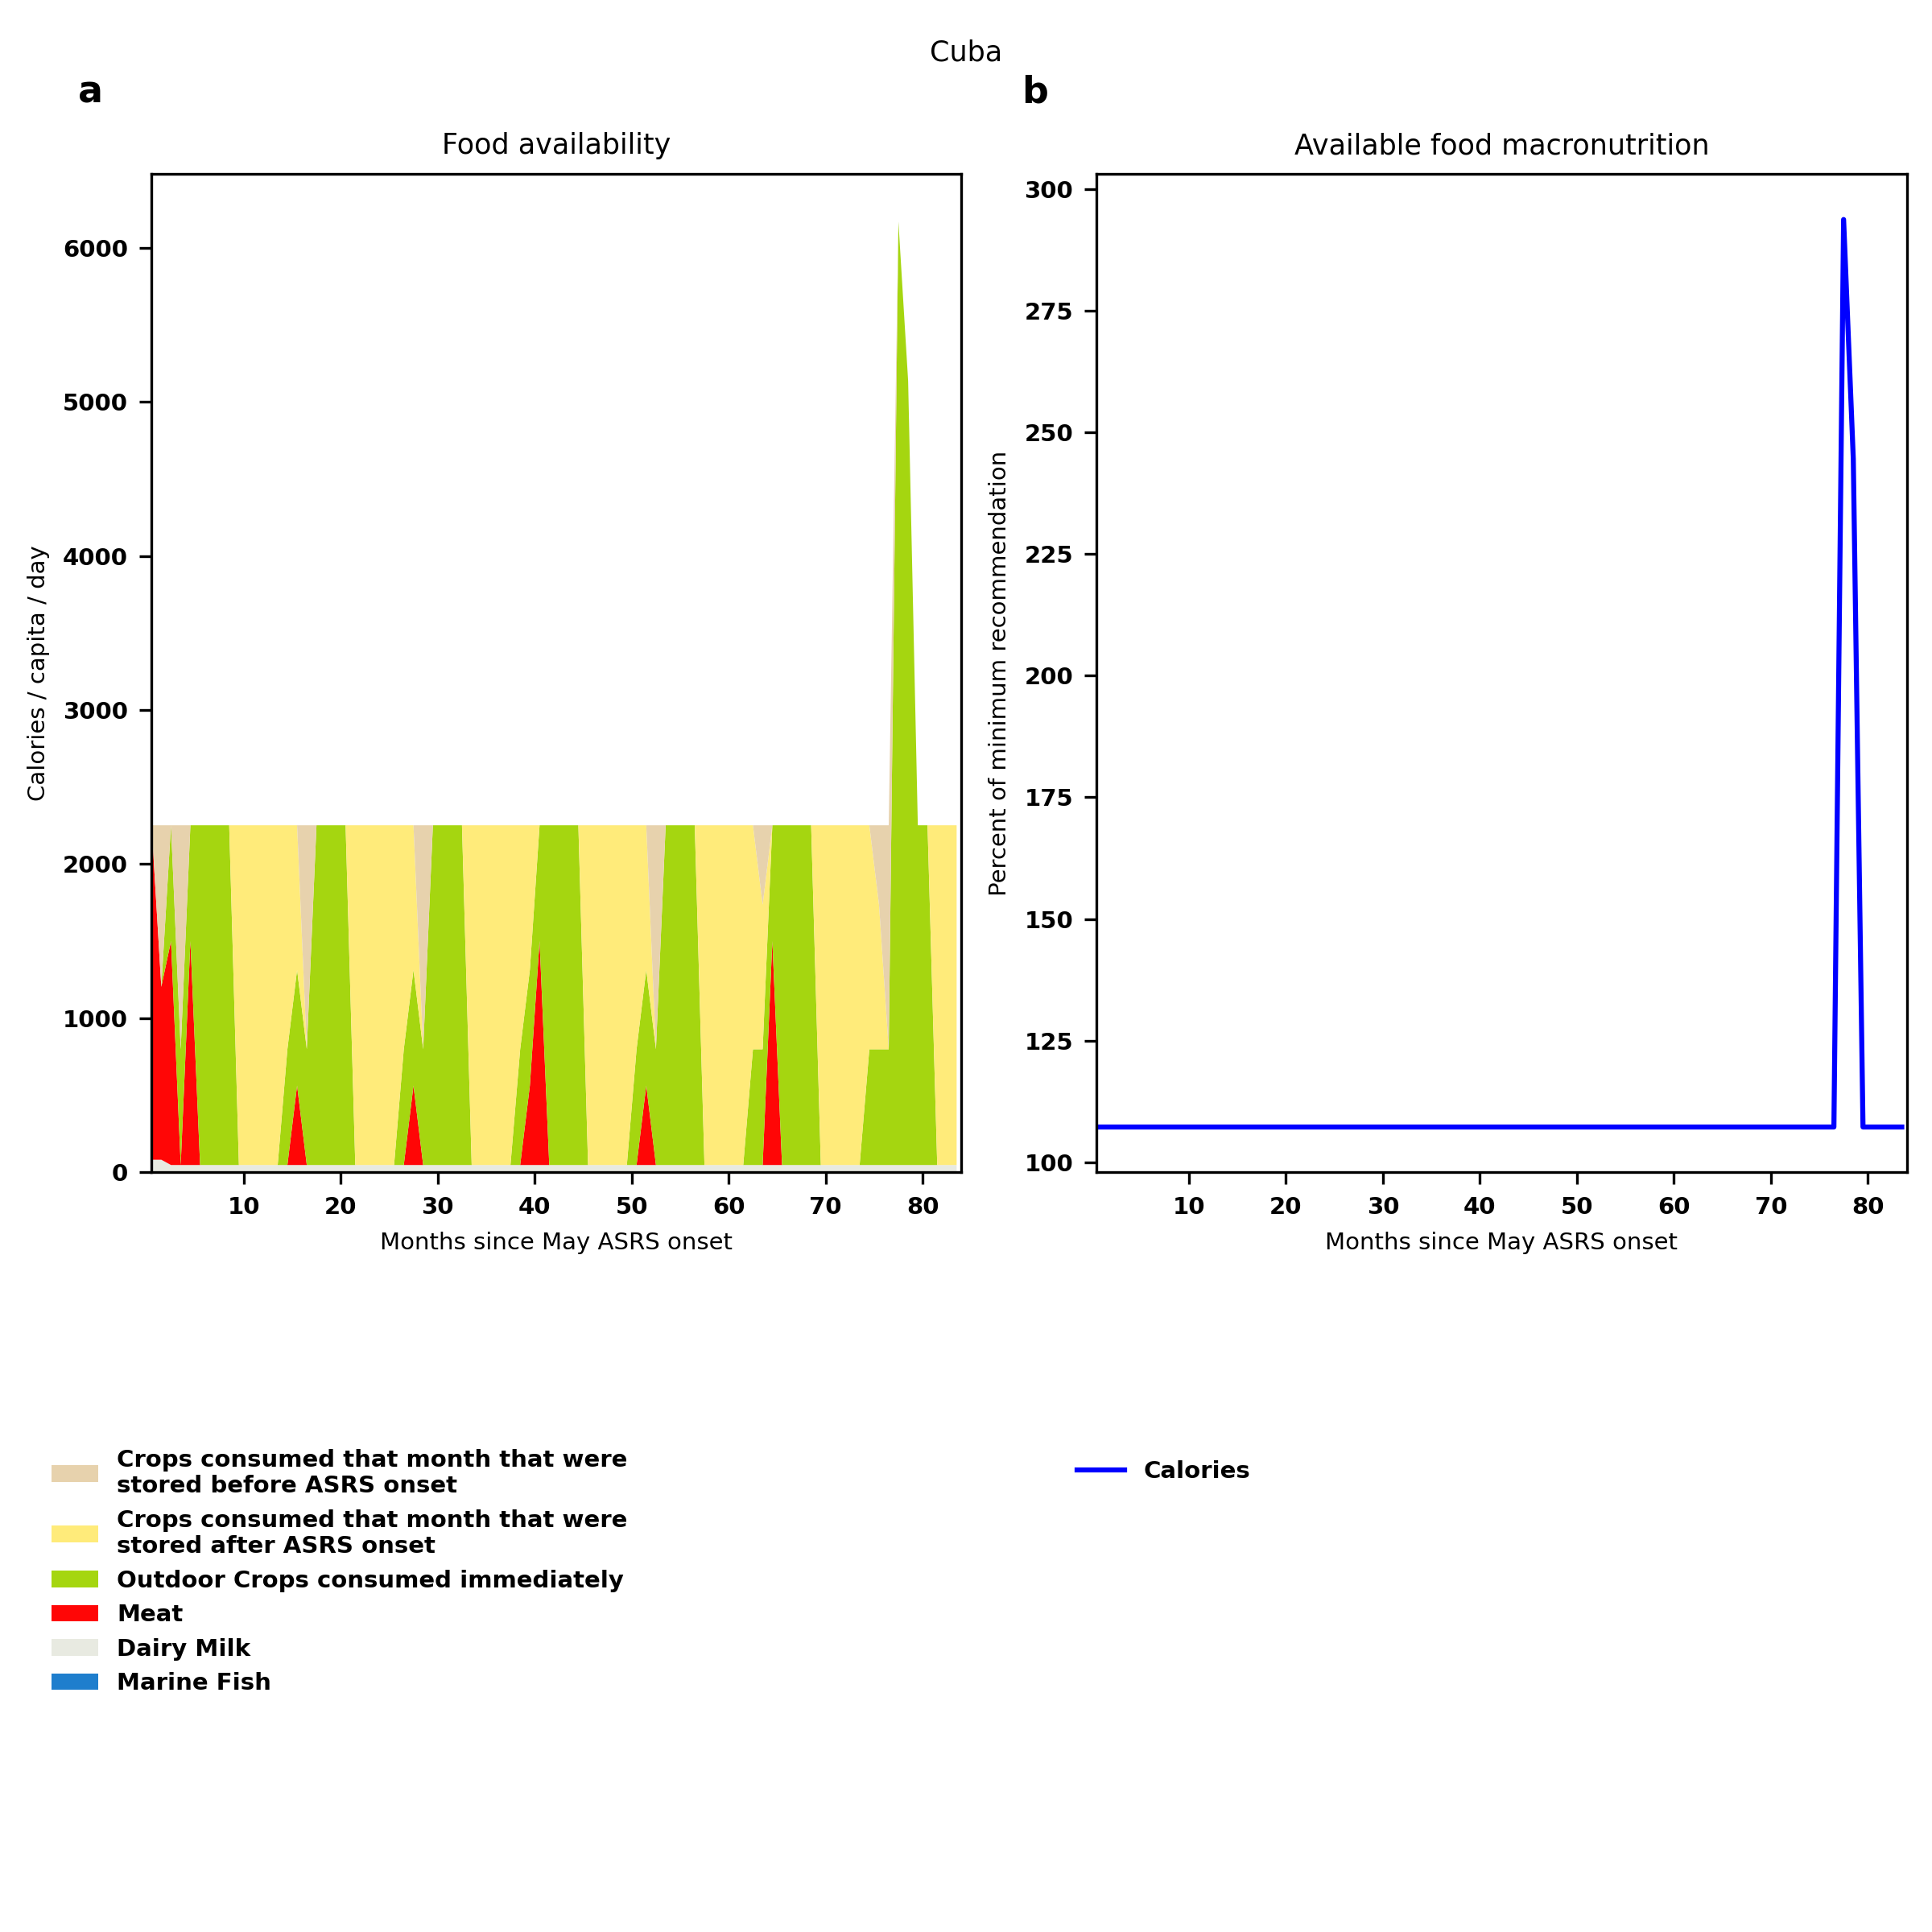 Cuba
a
Food availability
Calories / capita / day
6000
5000
4000
3000
2000
1000
0
10 20 30 40 50 60 70 80
Months since May ASRS onset
b
Available food macronutrition
Percent of minimum recommendation
300
275
250
225
200
175
150
125
100
10 20 30 40 50 60 70 80
Months since May ASRS onset
Crops consumed that month that were
stored before ASRS onset
Crops consumed that month that were
stored after ASRS onset
Outdoor Crops consumed immediately
Meat
Dairy Milk
Marine Fish
Calories